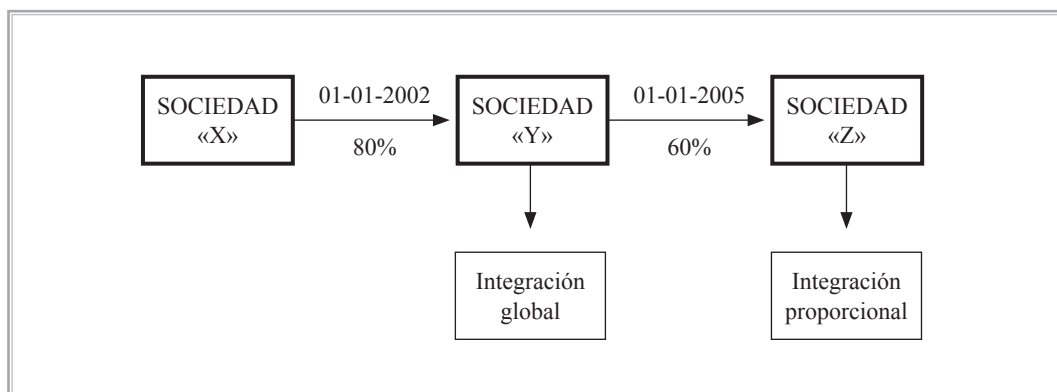 SOCIEDAD
«X»
01-01-2002
80%
SOCIEDAD
«Y»
01-01-2005
60%
SOCIEDAD
«Z»
Integración
global
Integración
proporcional